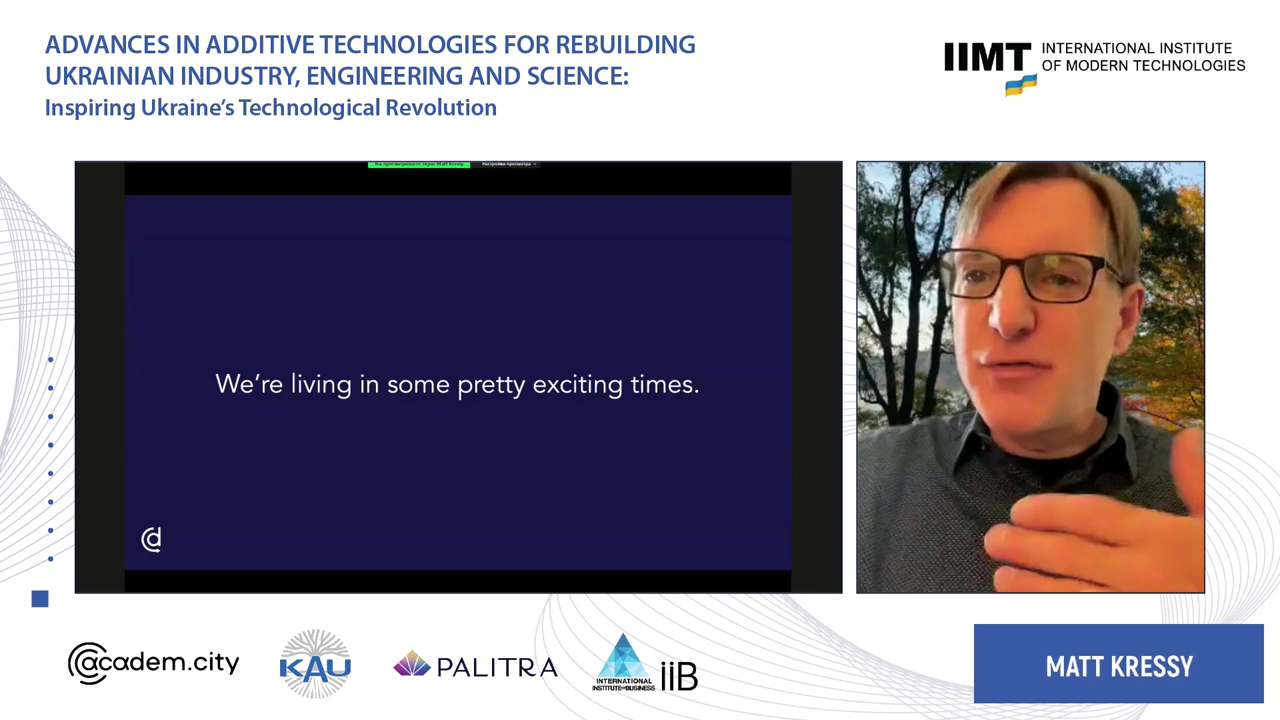 ADVANCES IN ADDITIVE TECHNOLOGIES FOR REBUILDING
UKRAINIAN INDUSTRY, ENGINEERING AND SCIENCE:
Inspiring Ukraine's Technological Revolution
IIMT INTERNATIONAL INSTITUTE
OF MODERN TECHNOLOGIES
Настройки просмотра
We're living in some pretty exciting times.
academ.city
KAU
PALITRA
INTERNATIONAL
INSTITUTE OF BUSINESS
iiB
MATT KRESSY